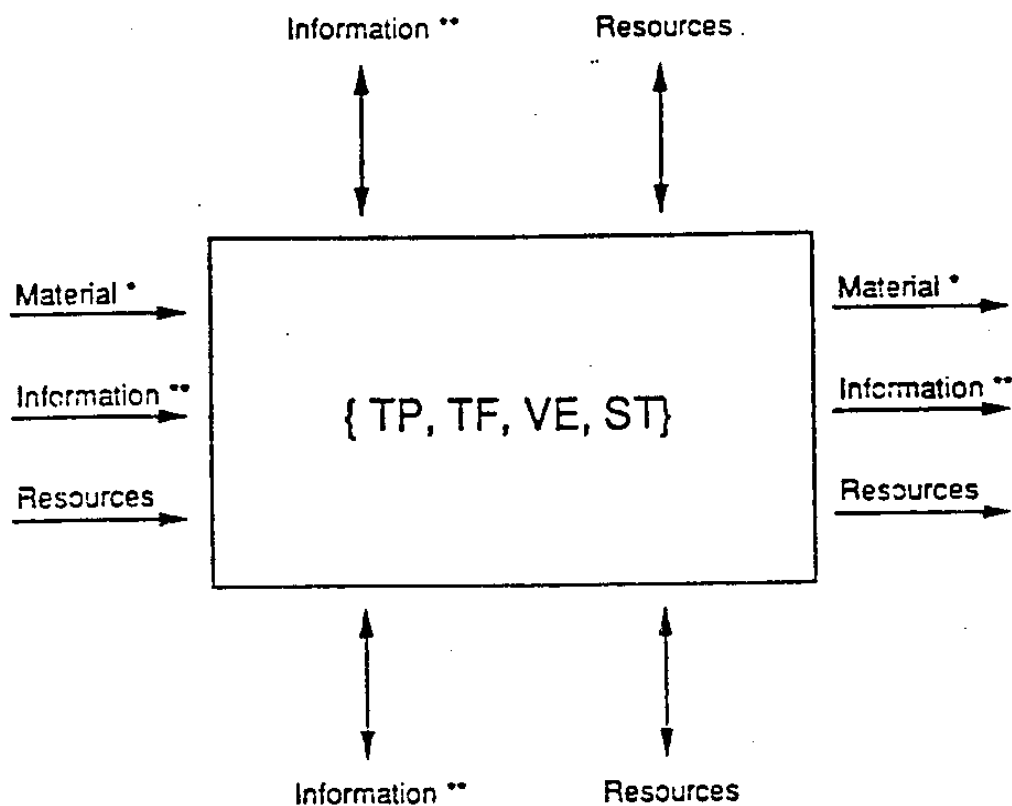 Information ** Resources
Material * Material *
Information ** Information **
{ TP, TF, VE, ST}
Resources Resources
Information ** Resources